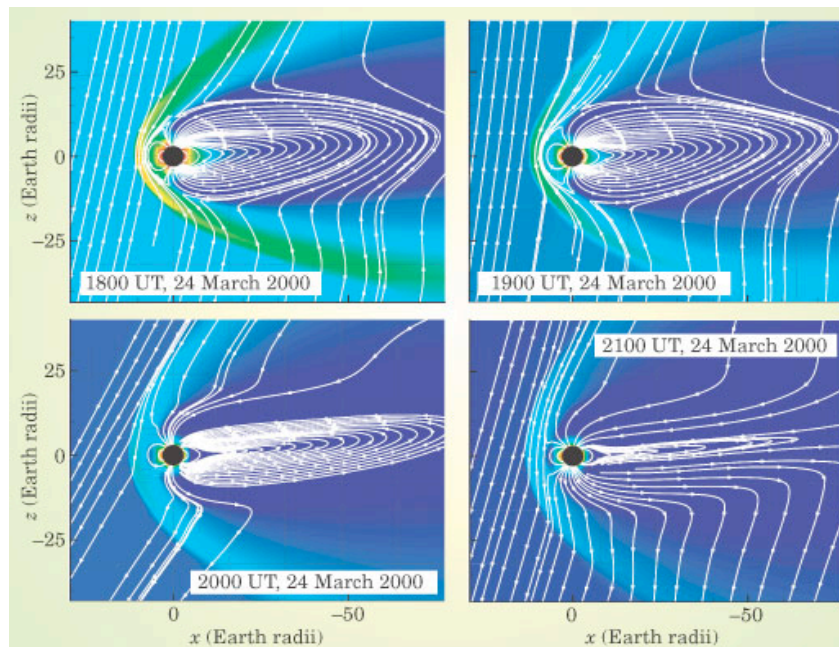 25
0
−25
z (Earth radii)
1800 UT, 24 March 2000
1900 UT, 24 March 2000
25
0
−25
z (Earth radii)
2000 UT, 24 March 2000
2100 UT, 24 March 2000
0
−50
0
−50
x (Earth radii)
x (Earth radii)